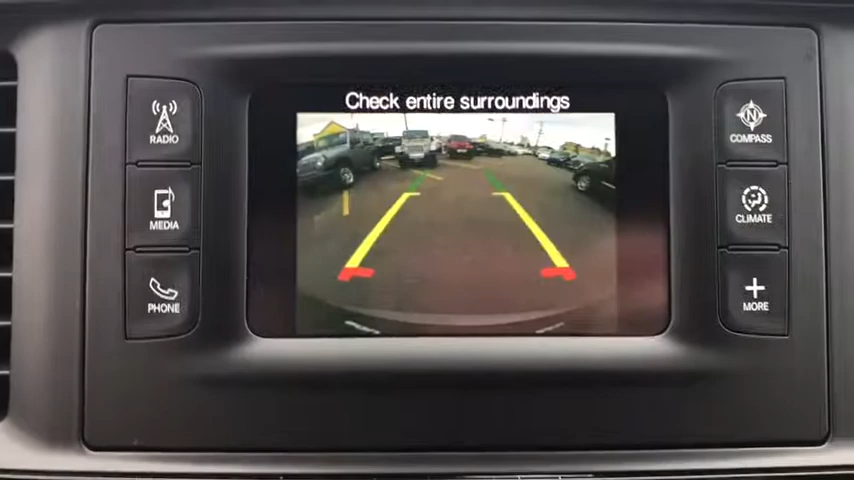 Check entire surroundings
RADIO
MEDIA
PHONE
N
COMPASS
CLIMATE
MORE